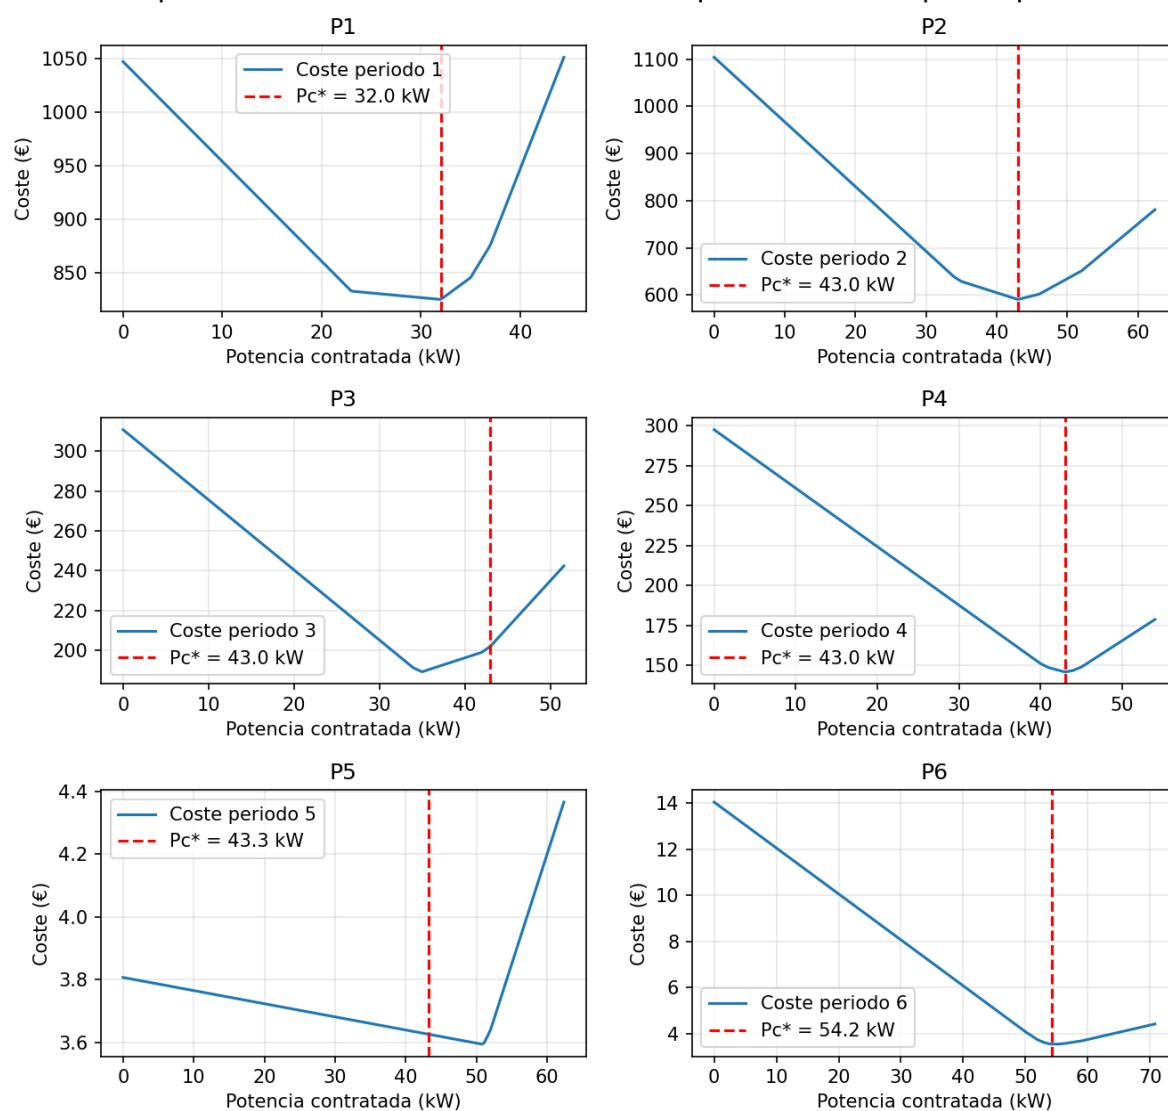 P1
Coste (€)
1050
1000
950
900
850
Coste periodo 1
Pc* = 32.0 kW
0 10 20 30 40
Potencia contratada (kW)
P2
Coste (€)
1100
1000
900
800
700
600
Coste periodo 2
Pc* = 43.0 kW
0 10 20 30 40 50 60
Potencia contratada (kW)
P3
Coste (€)
300
280
260
240
220
200
Coste periodo 3
Pc* = 43.0 kW
0 10 20 30 40 50
Potencia contratada (kW)
P4
Coste (€)
300
275
250
225
200
175
150
Coste periodo 4
Pc* = 43.0 kW
0 10 20 30 40 50
Potencia contratada (kW)
P5
Coste (€)
4.4
4.2
4.0
3.8
3.6
Coste periodo 5
Pc* = 43.3 kW
0 10 20 30 40 50 60
Potencia contratada (kW)
P6
Coste (€)
14
12
10
8
6
4
Coste periodo 6
Pc* = 54.2 kW
0 10 20 30 40 50 60 70
Potencia contratada (kW)